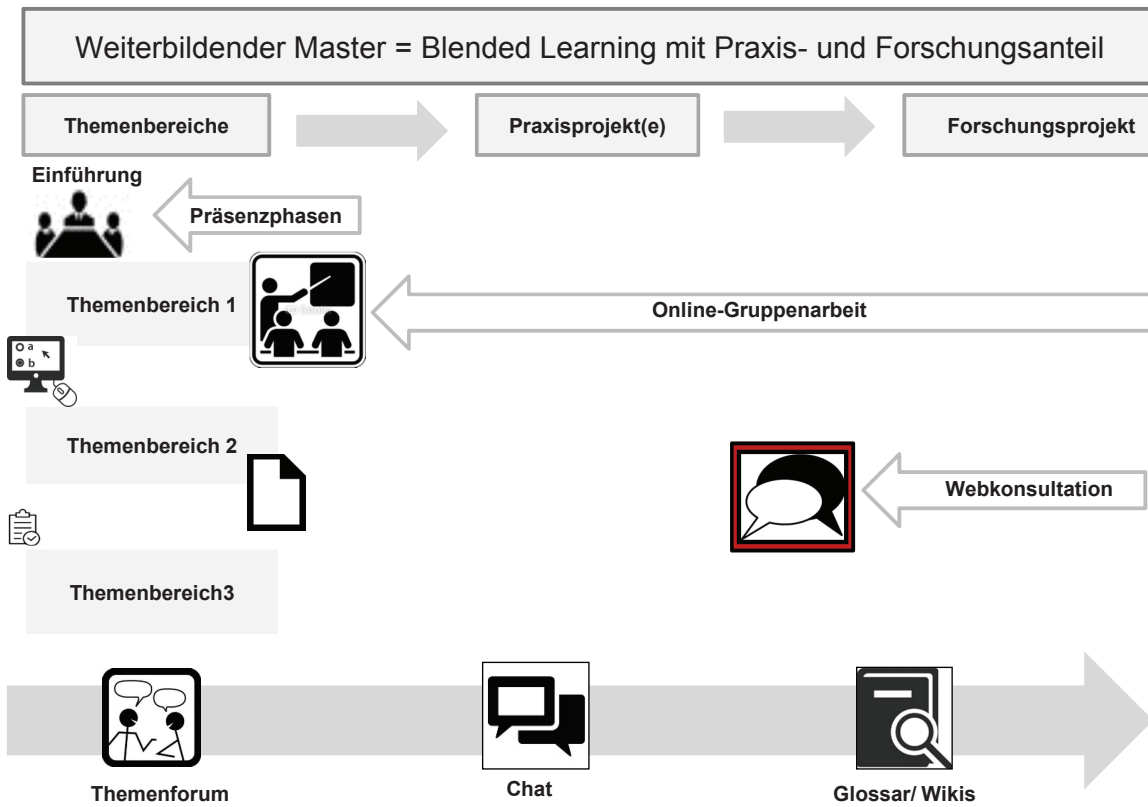 Weiterbildender Master = Blended Learning mit Praxis- und Forschungsanteil
Themenbereiche
Praxisprojekt(e)
Forschungsprojekt
Einführung
Präsenzphasen
Themenbereich 1
Online-Gruppenarbeit
a
b
Themenbereich 2
Webkonsultation
Themenbereich3
Themenforum
Chat
Glossar/ Wikis